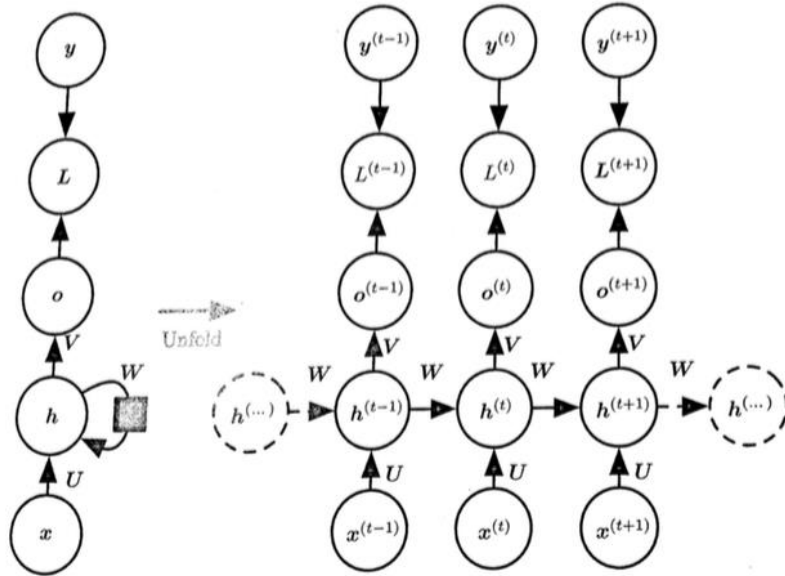 y y^(t-1) y^(t) y^(t+1)
L L^(t-1) L^(t) L^(t+1)
o o^(t-1) o^(t) o^(t+1)
Unfold
V V V V
W W W W W
h h^(...) h^(t-1) h^(t) h^(t+1) h^(...)
U U U U
x x^(t-1) x^(t) x^(t+1)